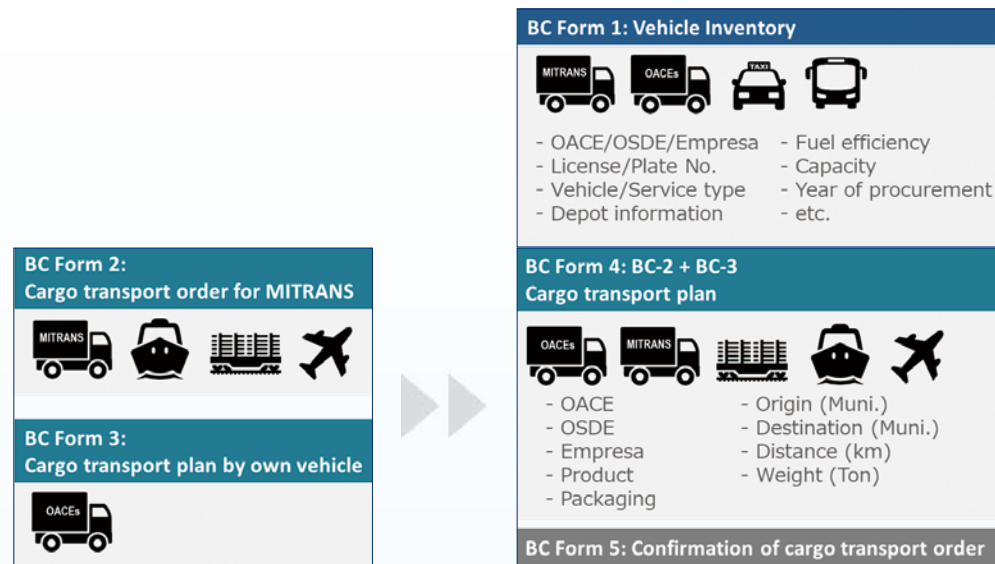 BC Form 2:
Cargo transport order for MITRANS
MITRANS
BC Form 3:
Cargo transport plan by own vehicle
OACEs
BC Form 1: Vehicle Inventory
MITRANS
OACEs
TAXI
- OACE/OSDE/Empresa
- License/Plate No.
- Vehicle/Service type
- Depot information
- Fuel efficiency
- Capacity
- Year of procurement
- etc.
BC Form 4: BC-2 + BC-3
Cargo transport plan
OACEs
MITRANS
- OACE
- OSDE
- Empresa
- Product
- Packaging
- Origin (Muni.)
- Destination (Muni.)
- Distance (km)
- Weight (Ton)
BC Form 5: Confirmation of cargo transport order